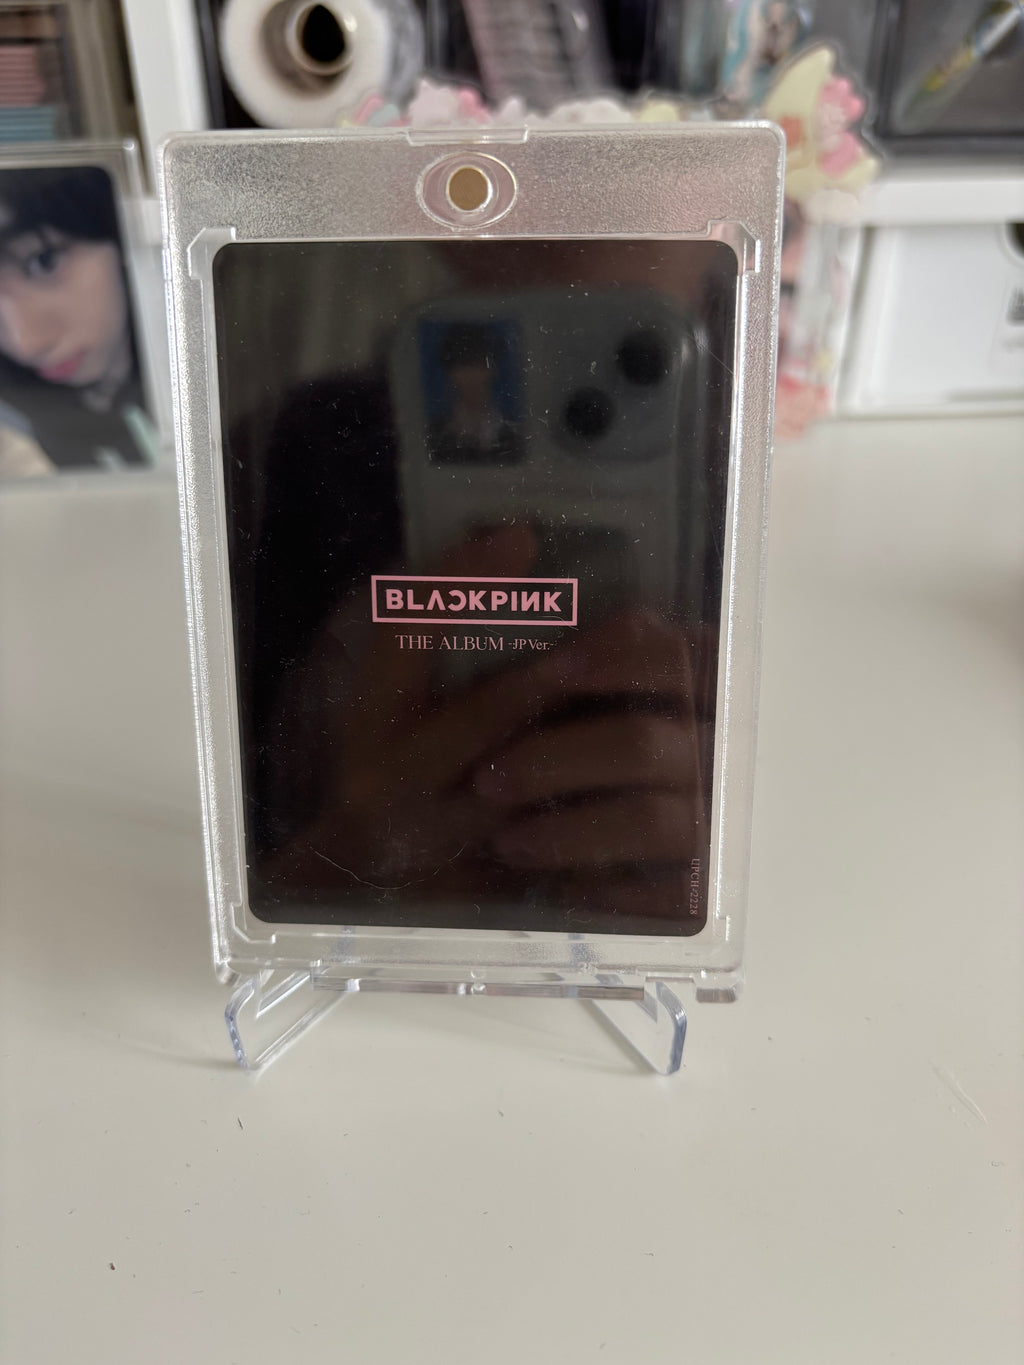 BLACKPINK
THE ALBUM -JP Ver.-
UPCH-2228